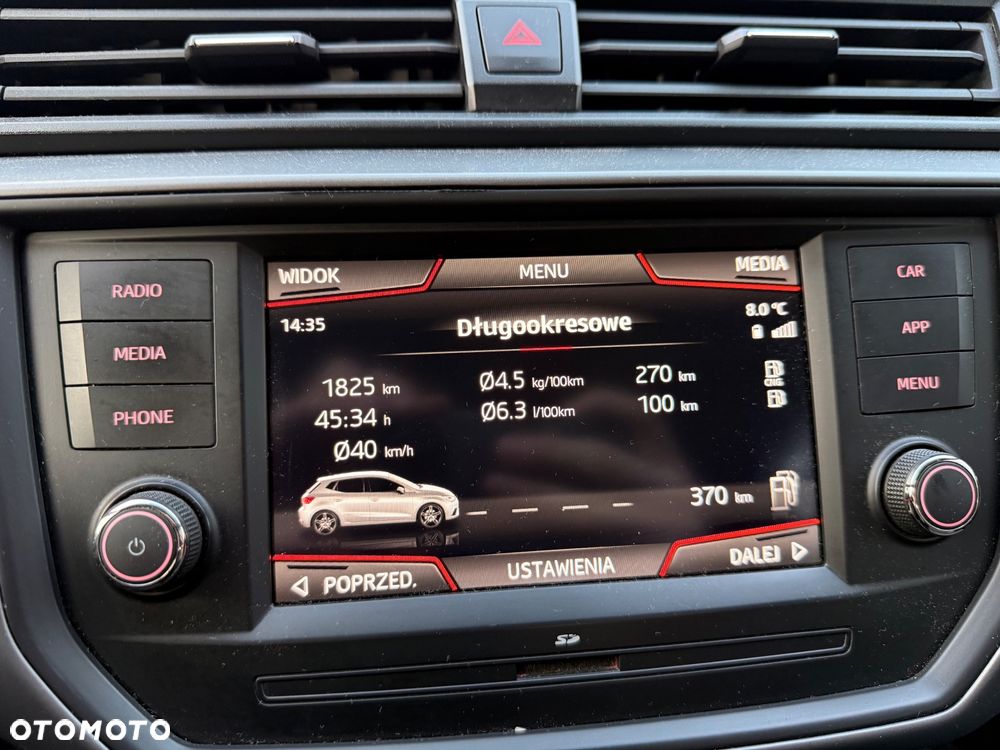 RADIO
MEDIA
PHONE
WIDOK
MENU
MEDIA
14:35
Długookresowe
8.0 °C
1825 km
45:34 h
Ø40 km/h
Ø4.5 kg/100km
Ø6.3 l/100km
270 km
CNG
100 km
370 km
POPRZED.
USTAWIENIA
DALEJ
CAR
APP
MENU
SD
OTOMOTO